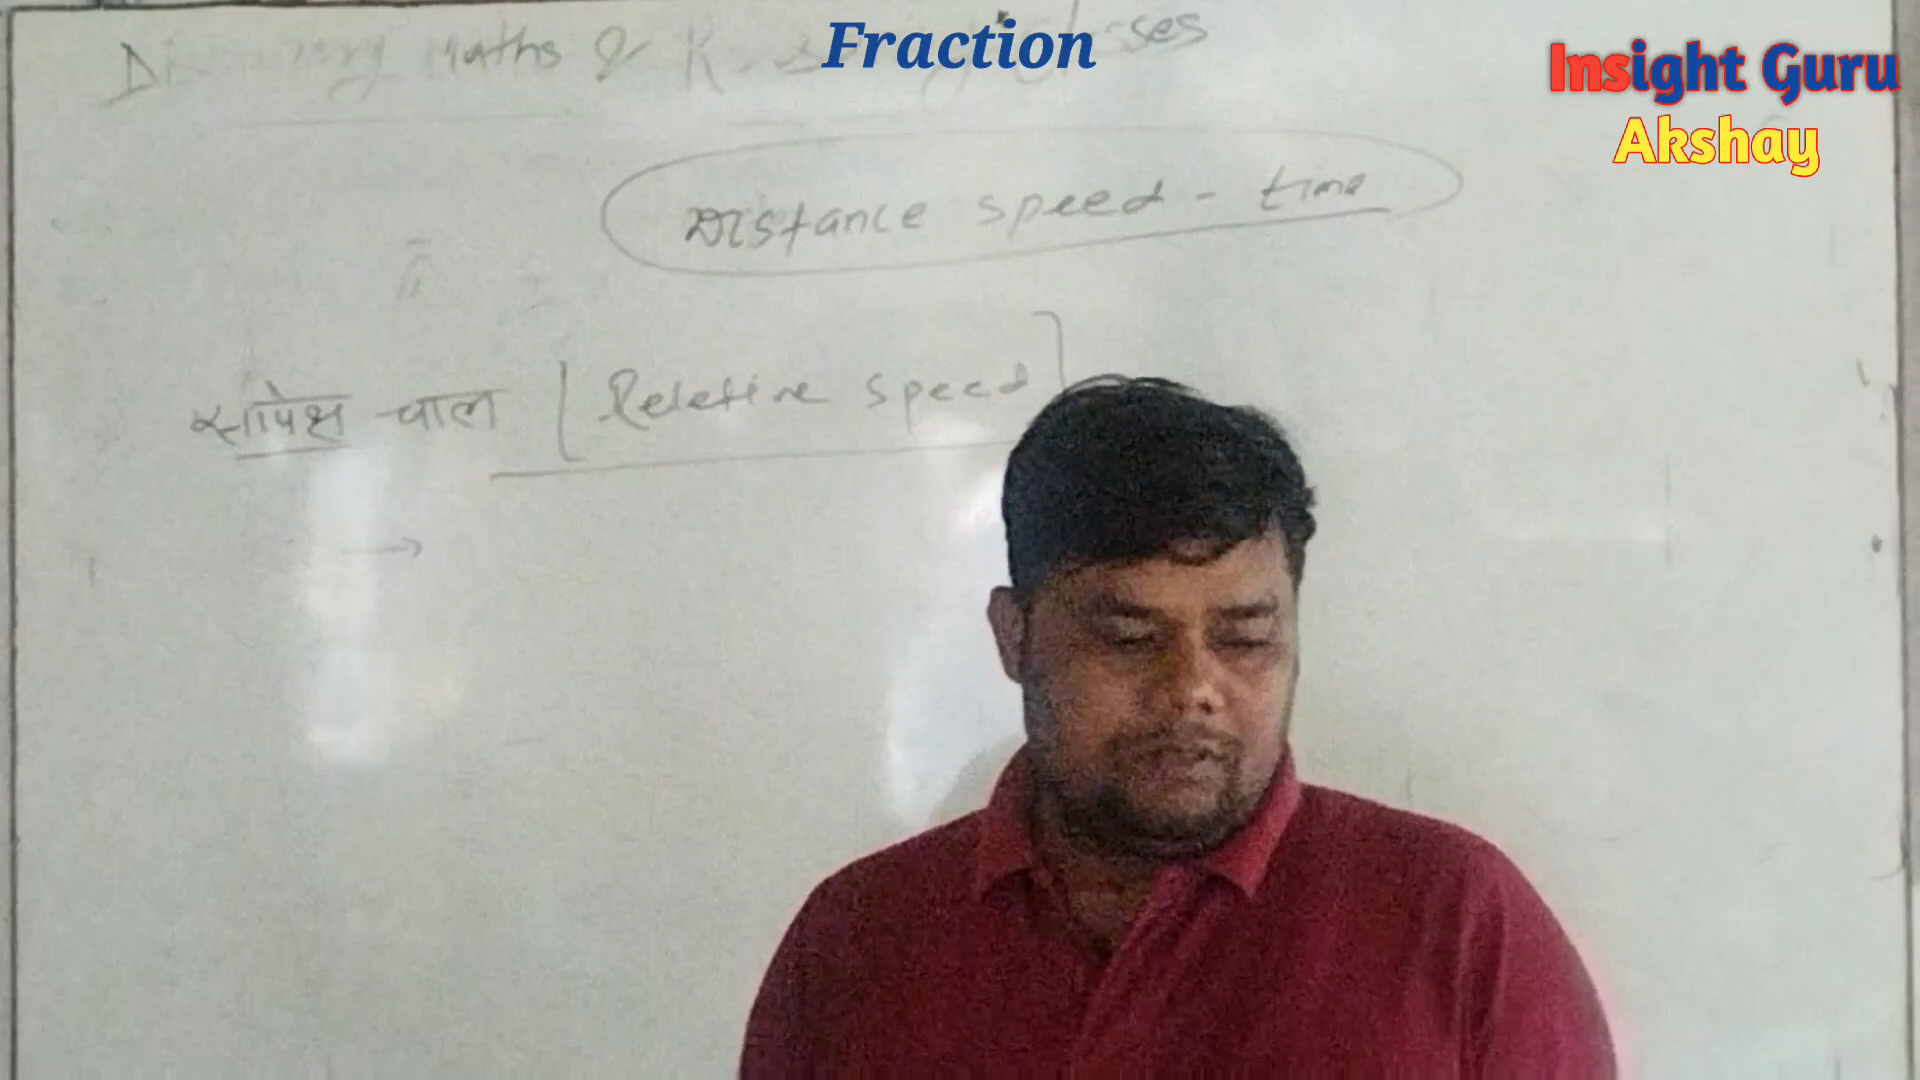 Fraction
Insight Guru
Akshay
Maths &
Distance speed - time
सापेक्ष चाल [Reletive speed]